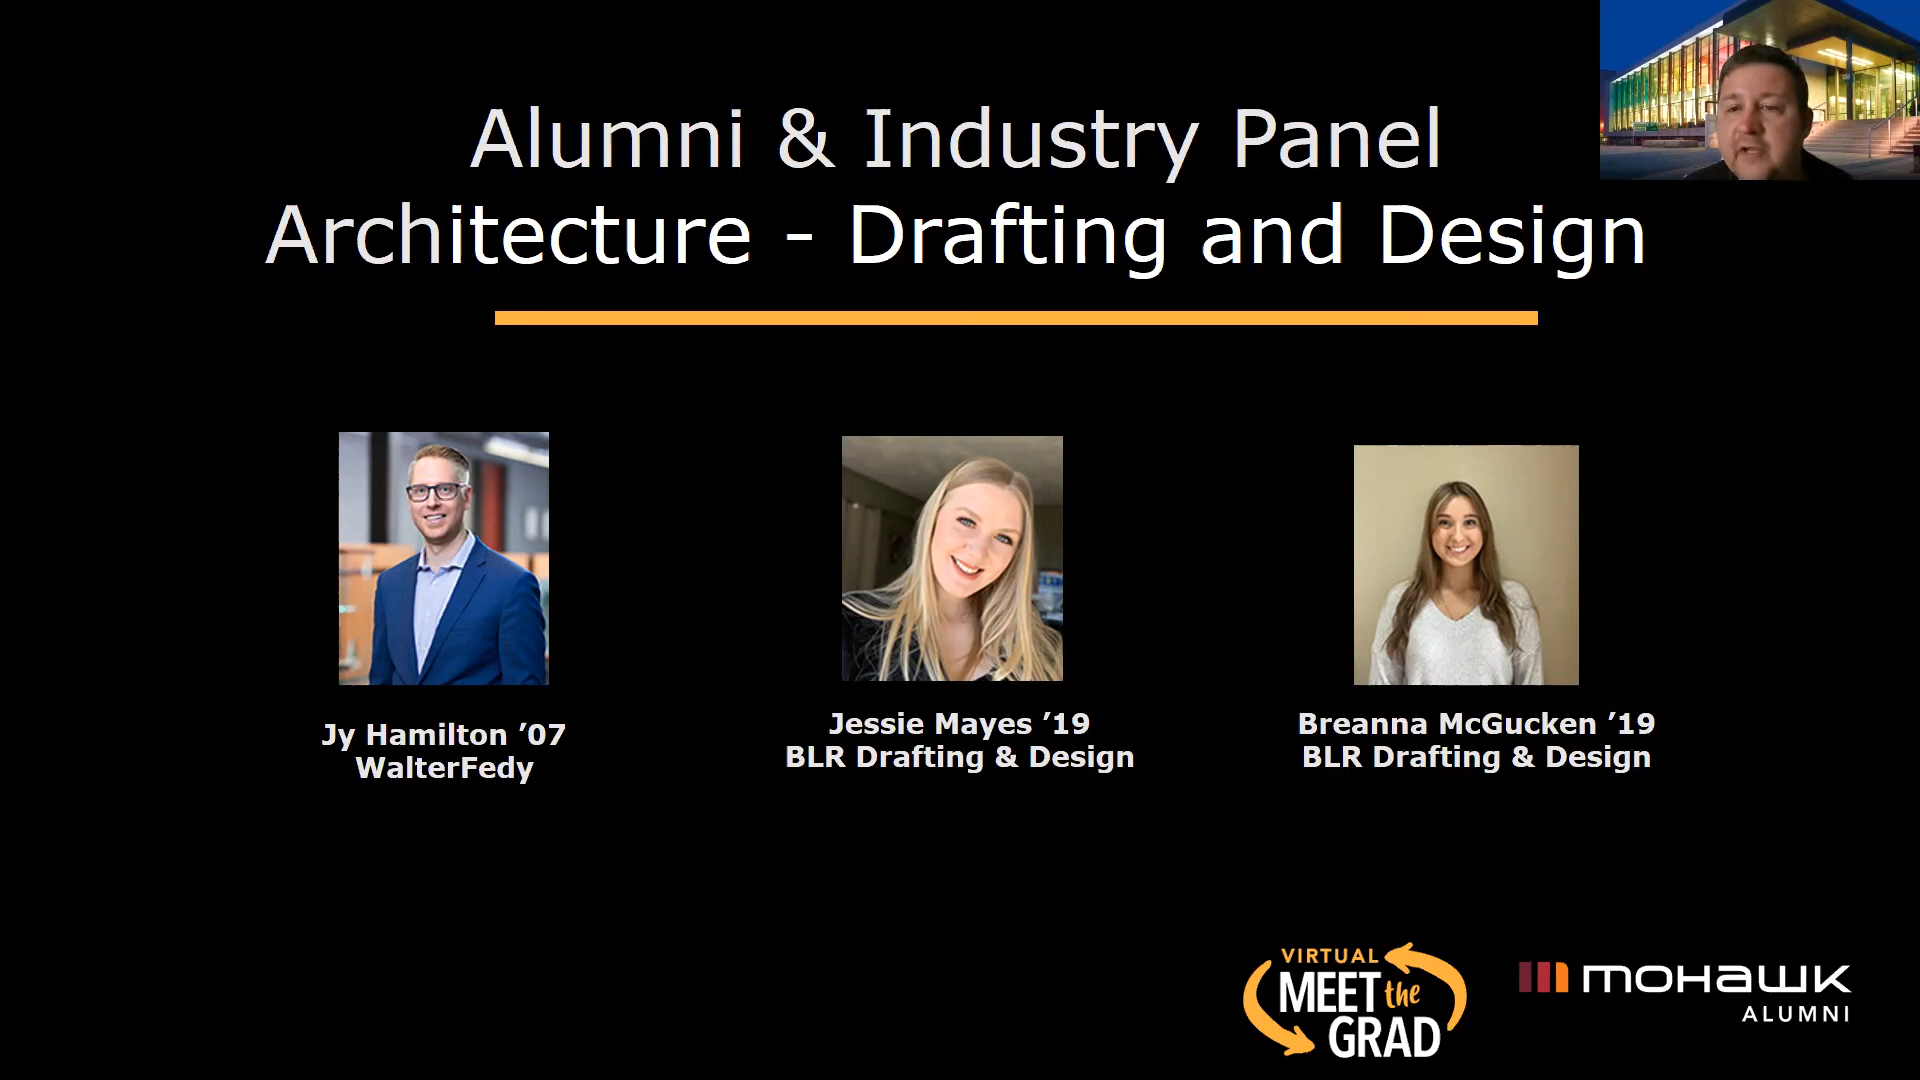 Alumni & Industry Panel
Architecture - Drafting and Design
Jy Hamilton ’07
WalterFedy
Jessie Mayes ’19
BLR Drafting & Design
Breanna McGucken ’19
BLR Drafting & Design
VIRTUAL
MEET the
GRAD
mohawk
ALUMNI